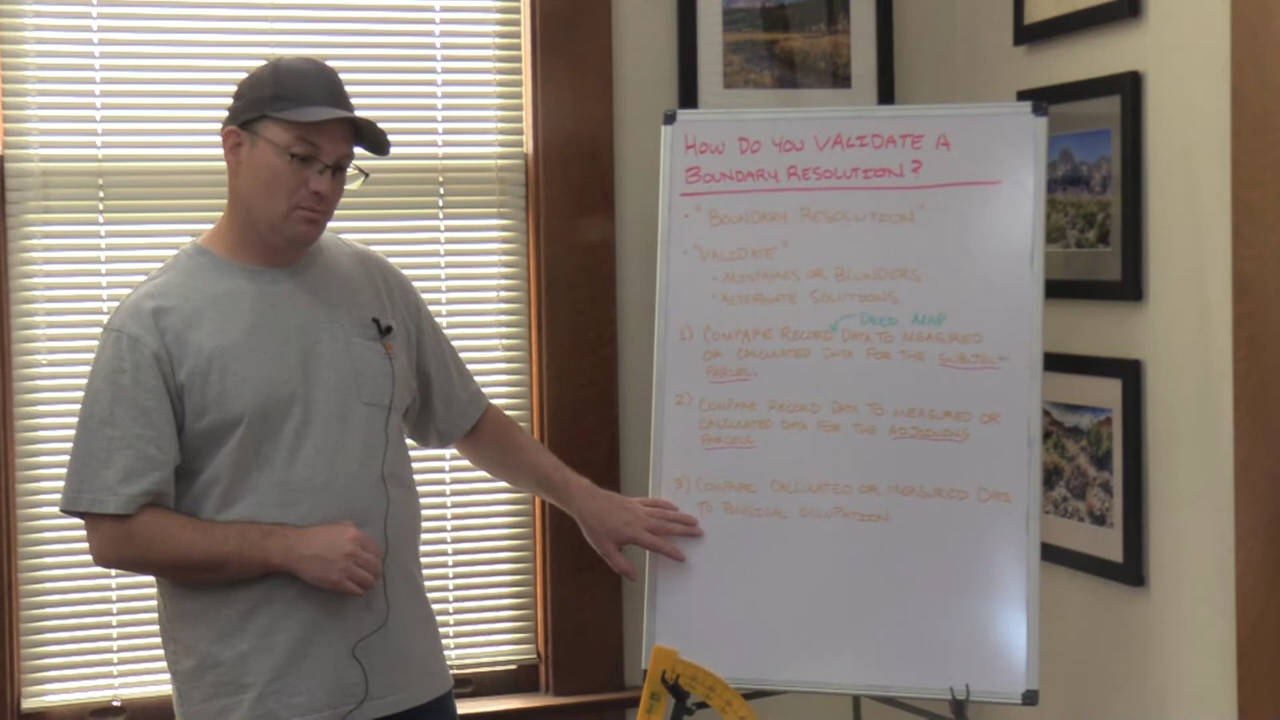 HOW DO YOU VALIDATE A
BOUNDARY RESOLUTION?
• "BOUNDARY RESOLUTION"
• "VALIDATE"
• MISTAKES OR BLUNDERS
• ALTERNATE SOLUTIONS
DEED MAP
1) COMPARE RECORD DATA TO MEASURED
OR CALCULATED DATA FOR THE SUBJECT
PARCEL.
2) COMPARE RECORD DATA TO MEASURED OR
CALCULATED DATA FOR THE ADJOINING
PARCELS
3) COMPARE CALCULATED OR MEASURED DATA
TO PHYSICAL OCCUPATION